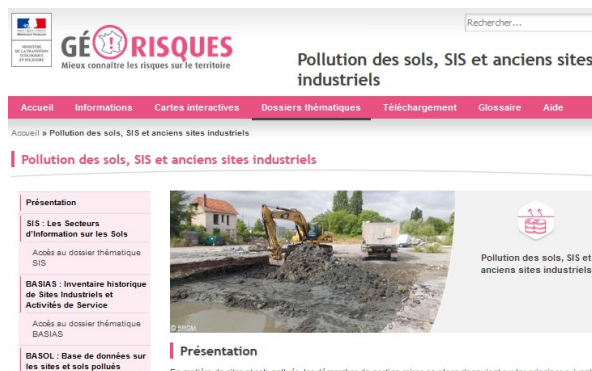 Rechercher...
GÉORISQUES
Mieux connaître les risques sur le territoire
Pollution des sols, SIS et anciens sites
industriels
Accueil Informations Cartes interactives Dossiers thématiques Téléchargement Glossaire Aide
Accueil » Pollution des sols, SIS et anciens sites industriels
Pollution des sols, SIS et anciens sites industriels
Présentation
SIS : Les Secteurs
d'Information sur les Sols
Accès au dossier thématique
SIS
BASIAS : Inventaire historique
de Sites Industriels et
Activités de Service
Accès au dossier thématique
BASIAS
BASOL : Base de données sur
les sites et sols pollués
© BRGM
Pollution des sols, SIS et
anciens sites industriels
Présentation